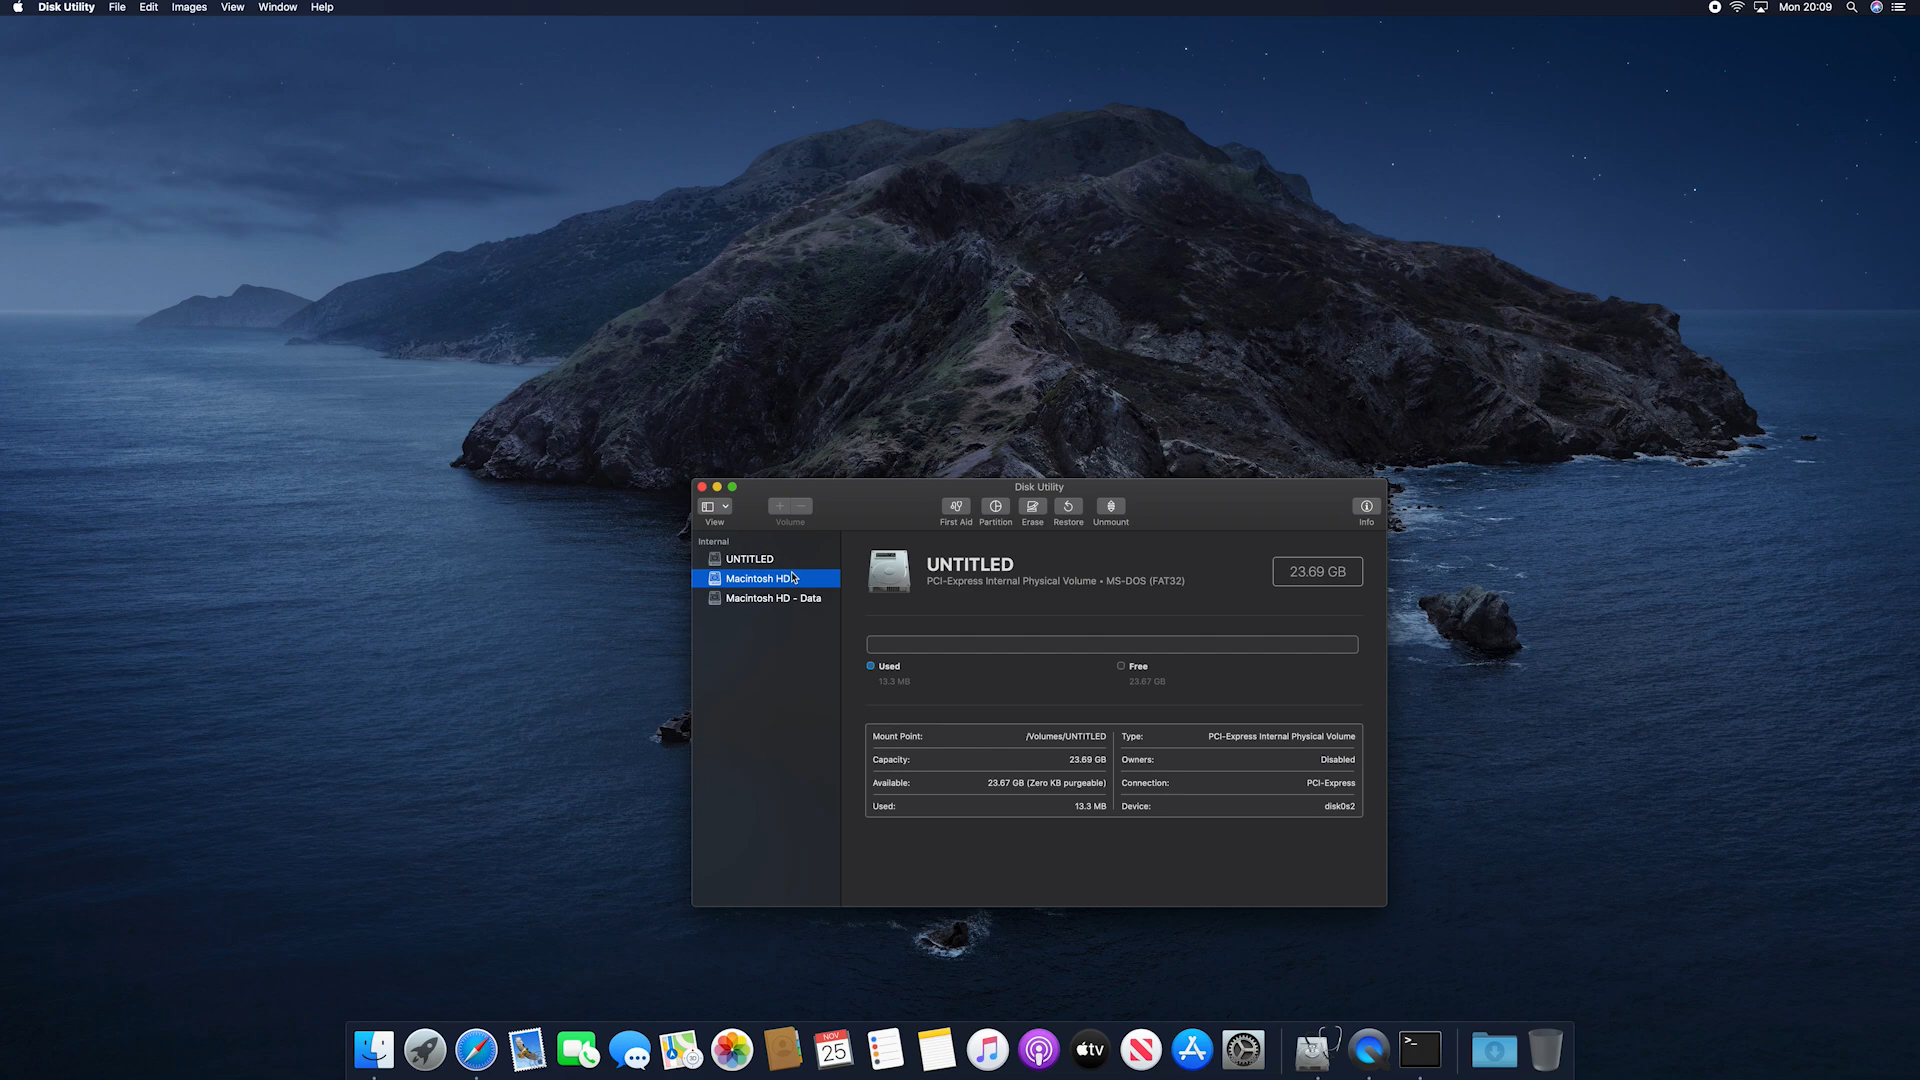 Disk Utility File Edit Images View Window Help Mon 20:09
Disk Utility
View Volume First Aid Partition Erase Restore Unmount Info
Internal
UNTITLED
Macintosh HD
Macintosh HD - Data
UNTITLED
PCI-Express Internal Physical Volume • MS-DOS (FAT32)
23.69 GB
Used Free
13.3 MB 23.67 GB
Mount Point: /Volumes/UNTITLED Type: PCI-Express Internal Physical Volume
Capacity: 23.69 GB Owners: Disabled
Available: 23.67 GB (Zero KB purgeable) Connection: PCI-Express
Used: 13.3 MB Device: disk0s2
3D
NOV
25
tv
>_